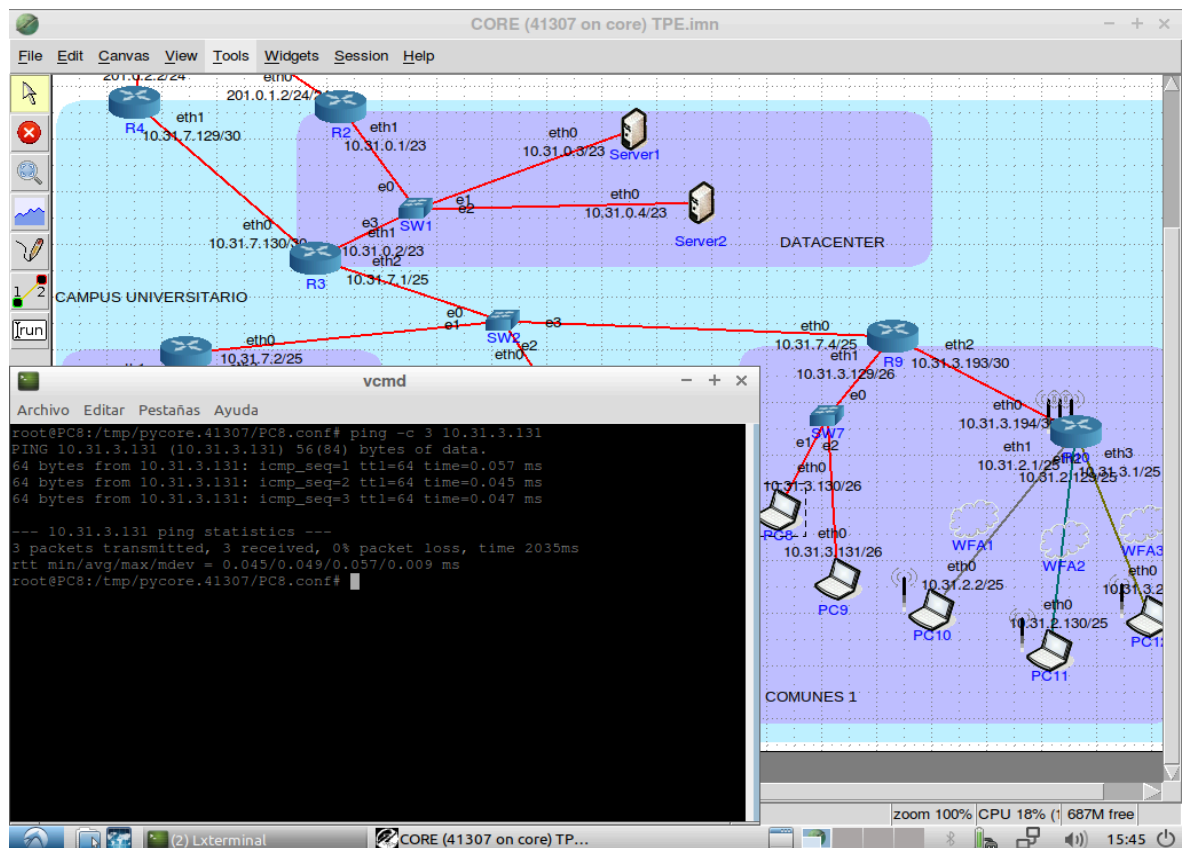 CORE (41307 on core) TPE.imn
File Edit Canvas View Tools Widgets Session Help
201.0.2.2/24
eth0
201.0.1.2/24
R4
eth1
10.31.7.129/30
R2
eth1
10.31.0.1/23
eth0
10.31.0.3/23
Server1
e0
e1
e2
eth0
10.31.0.4/23
SW1
Server2
DATACENTER
eth0
10.31.7.130/30
e3
eth1
10.31.0.2/23
eth2
10.31.7.1/25
R3
CAMPUS UNIVERSITARIO
1 2
run
e0
e1
SW2
e3
e2
eth0
eth0
10.31.7.2/25
eth0
10.31.7.4/25
R9
eth1
10.31.3.129/26
eth2
10.31.3.193/30
e0
SW7
e1
e2
eth0
10.31.3.130/26
PC8
eth0
10.31.3.131/26
PC9
eth0
10.31.3.194/3
R10
eth1
10.31.2.1/25
eth2
10.31.2.129/25
eth3
10.31.3.1/25
WFA1
WFA2
WFA3
eth0
10.31.2.2/25
PC10
eth0
10.31.2.130/25
PC11
eth0
10.31.3.2
PC12
COMUNES 1
vcmd
Archivo Editar Pestañas Ayuda
root@PC8:/tmp/pycore.41307/PC8.conf# ping -c 3 10.31.3.131
PING 10.31.3.131 (10.31.3.131) 56(84) bytes of data.
64 bytes from 10.31.3.131: icmp_seq=1 ttl=64 time=0.057 ms
64 bytes from 10.31.3.131: icmp_seq=2 ttl=64 time=0.045 ms
64 bytes from 10.31.3.131: icmp_seq=3 ttl=64 time=0.047 ms
--- 10.31.3.131 ping statistics ---
3 packets transmitted, 3 received, 0% packet loss, time 2035ms
rtt min/avg/max/mdev = 0.045/0.049/0.057/0.009 ms
root@PC8:/tmp/pycore.41307/PC8.conf#
zoom 100% CPU 18% (1 687M free
(2) Lxterminal
CORE (41307 on core) TP...
15:45